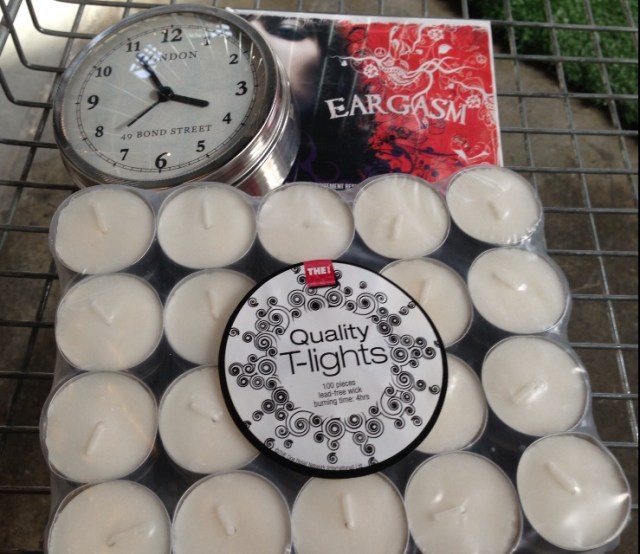 LONDON
12
1
2
3
4
5
6
7
8
9
10
11
49 BOND STREET
EARGASM
THE!
Quality
T-lights
100 pieces
lead-free wick
burning time: 4hrs